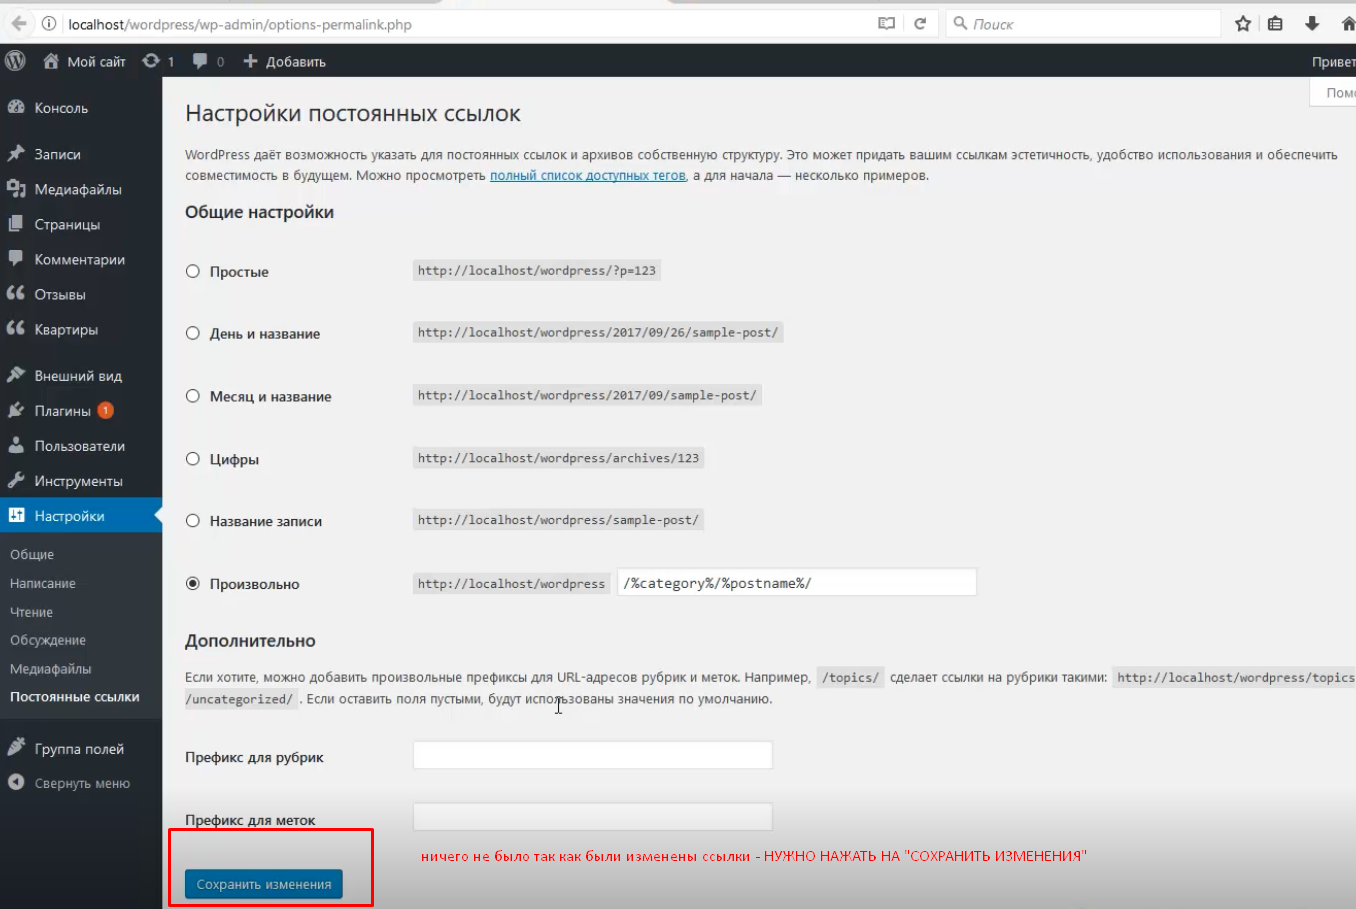 localhost/wordpress/wp-admin/options-permalink.php
Поиск
Мой сайт
1
0
Добавить
Привет
Пом
Консоль
Записи
Медиафайлы
Страницы
Комментарии
Отзывы
Квартиры
Внешний вид
Плагины 1
Пользователи
Инструменты
Настройки
Общие
Написание
Чтение
Обсуждение
Медиафайлы
Постоянные ссылки
Группа полей
Свернуть меню
Настройки постоянных ссылок
WordPress даёт возможность указать для постоянных ссылок и архивов собственную структуру. Это может придать вашим ссылкам эстетичность, удобство использования и обеспечить
совместимость в будущем. Можно просмотреть полный список доступных тегов, а для начала — несколько примеров.
Общие настройки
Простые http://localhost/wordpress/?p=123
День и название http://localhost/wordpress/2017/09/26/sample-post/
Месяц и название http://localhost/wordpress/2017/09/sample-post/
Цифры http://localhost/wordpress/archives/123
Название записи http://localhost/wordpress/sample-post/
Произвольно http://localhost/wordpress /%category%/%postname%/
Дополнительно
Если хотите, можно добавить произвольные префиксы для URL-адресов рубрик и меток. Например, /topics/ сделает ссылки на рубрики такими: http://localhost/wordpress/topics
/uncategorized/ . Если оставить поля пустыми, будут использованы значения по умолчанию.
Префикс для рубрик
Префикс для меток
ничего не было так как были изменены ссылки - НУЖНО НАЖАТЬ НА "СОХРАНИТЬ ИЗМЕНЕНИЯ"
Сохранить изменения